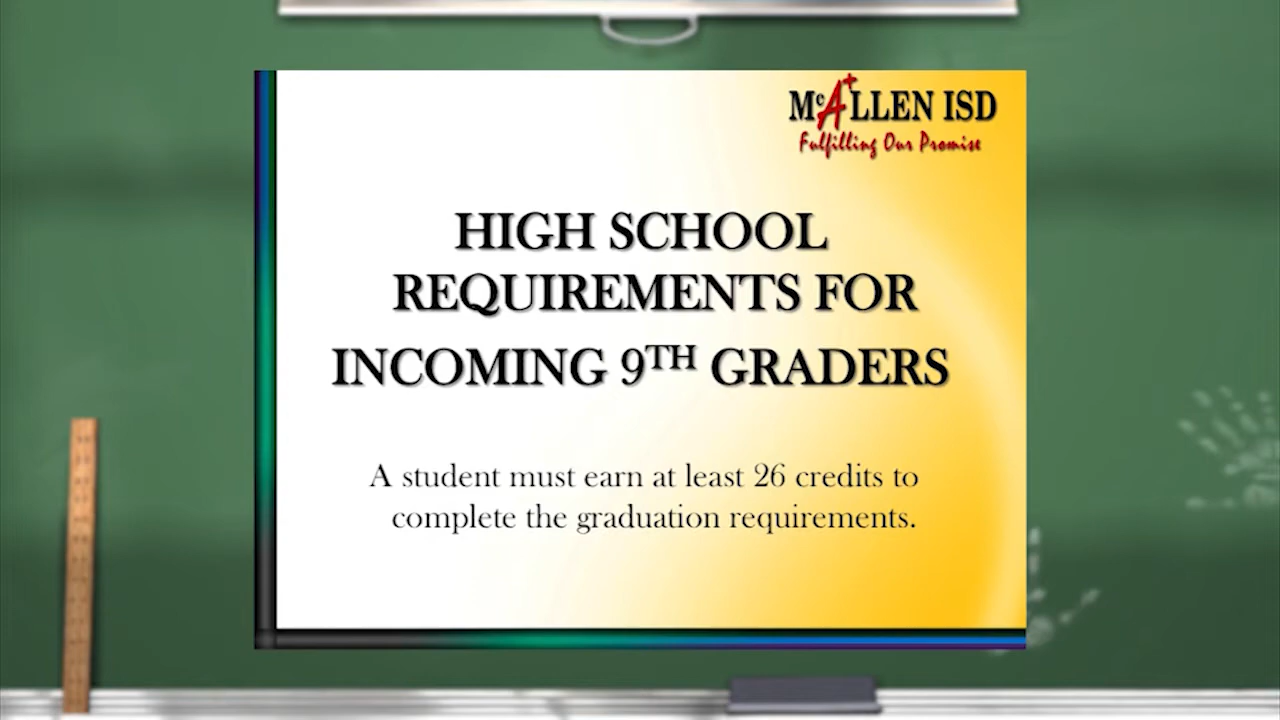 McALLEN ISD
Fulfilling Our Promise
HIGH SCHOOL
REQUIREMENTS FOR
INCOMING 9TH GRADERS
A student must earn at least 26 credits to
complete the graduation requirements.